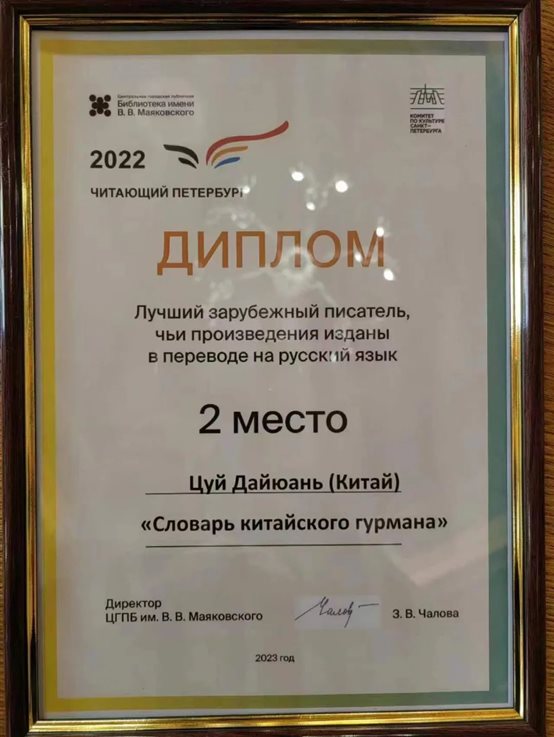 Центральная городская публичная
Библиотека имени
В. В. Маяковского
КОМИТЕТ
ПО КУЛЬТУРЕ
САНКТ–
ПЕТЕРБУРГА
2022
ЧИТАЮЩИЙ ПЕТЕРБУРГ
ДИПЛОМ
Лучший зарубежный писатель,
чьи произведения изданы
в переводе на русский язык
2 место
Цуй Дайюань (Китай)
«Словарь китайского гурмана»
Директор
ЦГПБ им. В. В. Маяковского
З. В. Чалова
2023 год